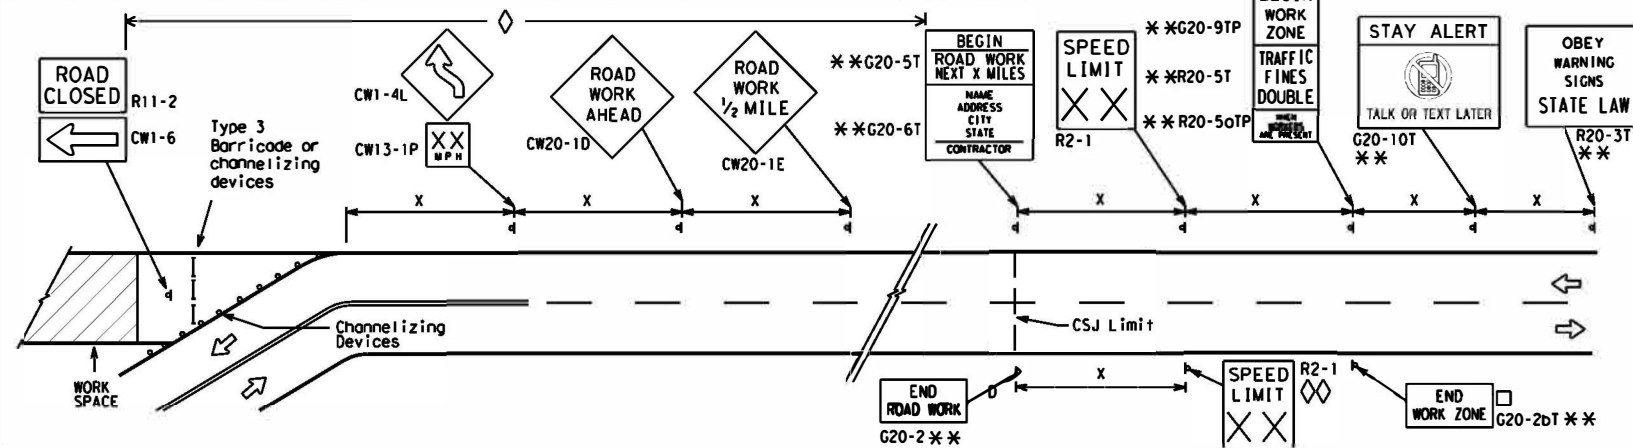 ROAD
CLOSED
R11-2
CW1-6
Type 3
Barricade or
channelizing
devices
CW1-4L
XX
MPH
CW13-1P
ROAD
WORK
AHEAD
CW20-1D
ROAD
WORK
1/2 MILE
CW20-1E
**G20-5T
**G20-6T
BEGIN
ROAD WORK
NEXT X MILES
NAME
ADDRESS
CITY
STATE
CONTRACTOR
SPEED
LIMIT
XX
R2-1
**G20-9TP
**R20-5T
**R20-5aTP
BEGIN
WORK
ZONE
TRAFFIC
FINES
DOUBLE
WHEN
WORKERS
ARE PRESENT
STAY ALERT
TALK OR TEXT LATER
G20-10T
**
OBEY
WARNING
SIGNS
STATE LAW
R20-3T
**
X
X
X
X
X
X
X
Channelizing
Devices
CSJ Limit
WORK
SPACE
X
END
ROAD WORK
G20-2 **
SPEED
LIMIT
XX
R2-1
END
WORK ZONE
G20-2bT **